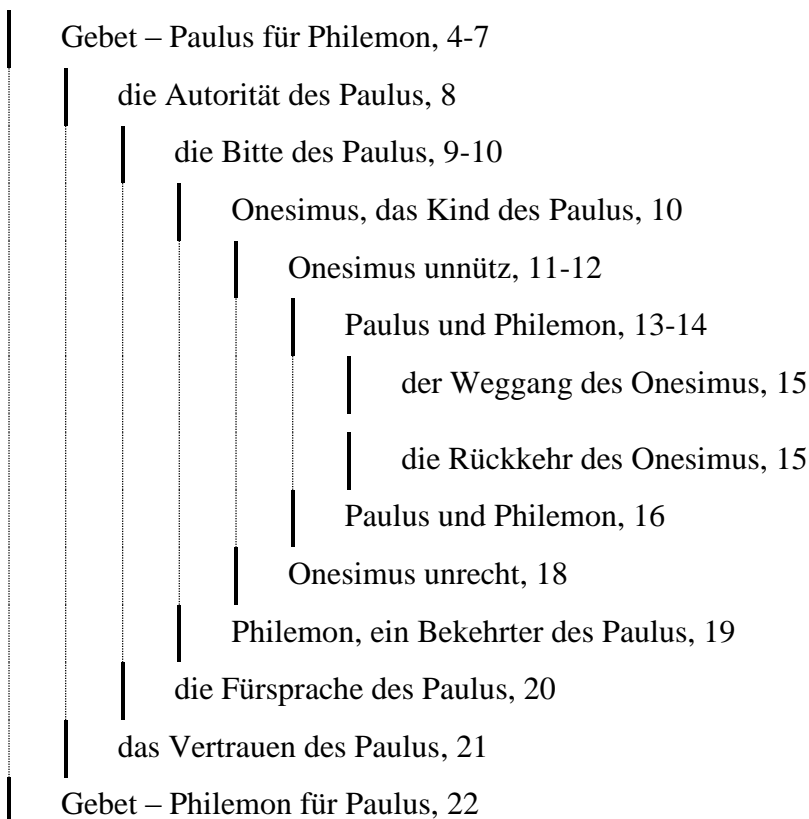 Gebet – Paulus für Philemon, 4-7
die Autorität des Paulus, 8
die Bitte des Paulus, 9-10
Onesimus, das Kind des Paulus, 10
Onesimus unnütz, 11-12
Paulus und Philemon, 13-14
der Weggang des Onesimus, 15
die Rückkehr des Onesimus, 15
Paulus und Philemon, 16
Onesimus unrecht, 18
Philemon, ein Bekehrter des Paulus, 19
die Fürsprache des Paulus, 20
das Vertrauen des Paulus, 21
Gebet – Philemon für Paulus, 22